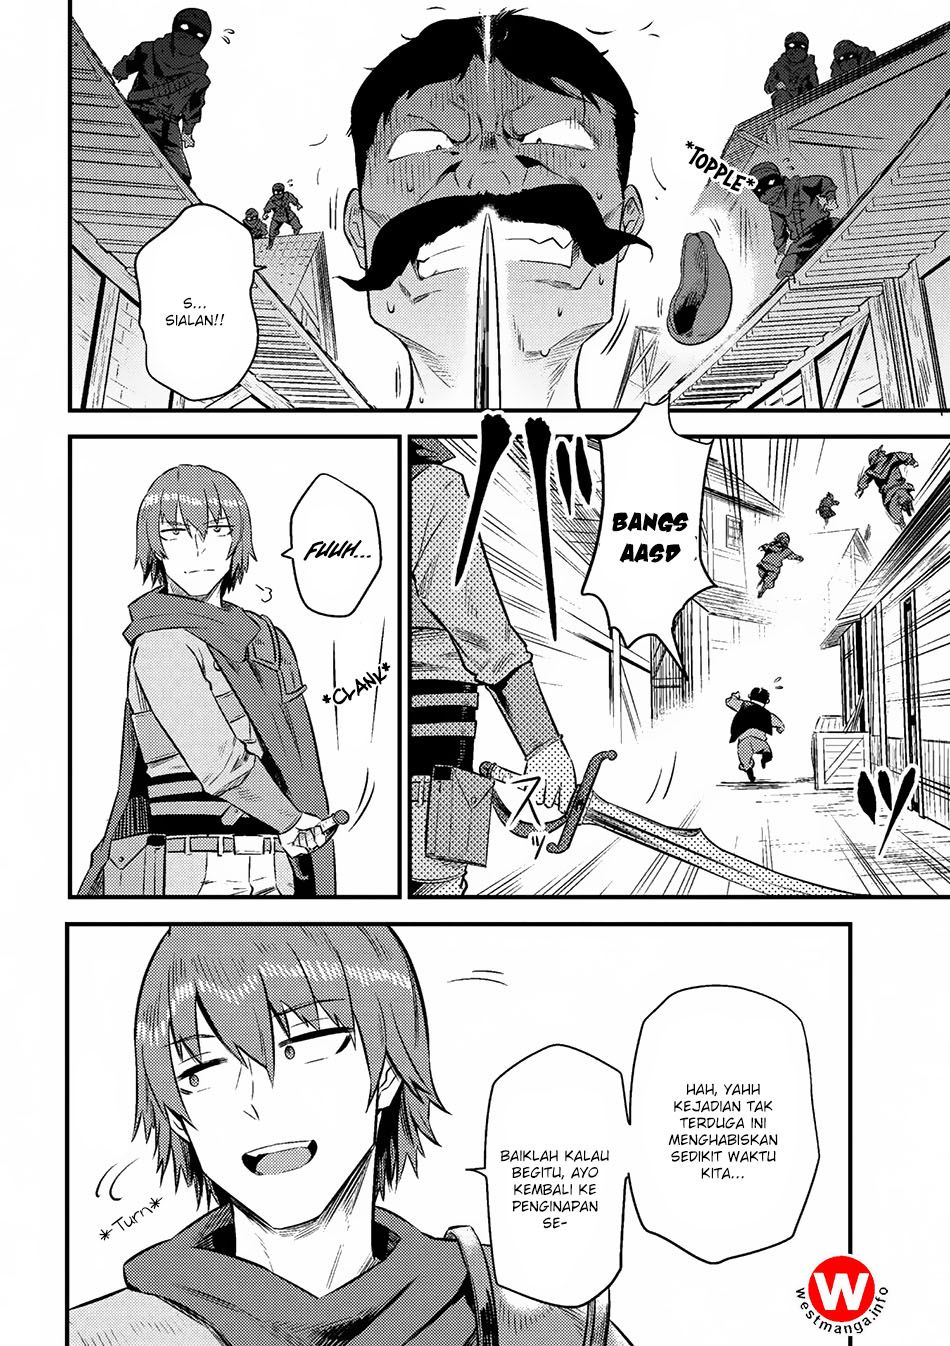 *TOPPLE*
S...
SIALAN!!
BANGS
AASD
FUUH...
*CLANK*
HAH, YAHH
KEJADIAN TAK
TERDUGA INI
MENGHABISKAN
SEDIKIT WAKTU
KITA...
BAIKLAH KALAU
BEGITU, AYO
KEMBALI KE
PENGINAPAN
SE-
*Turn*
W
westmanga.info